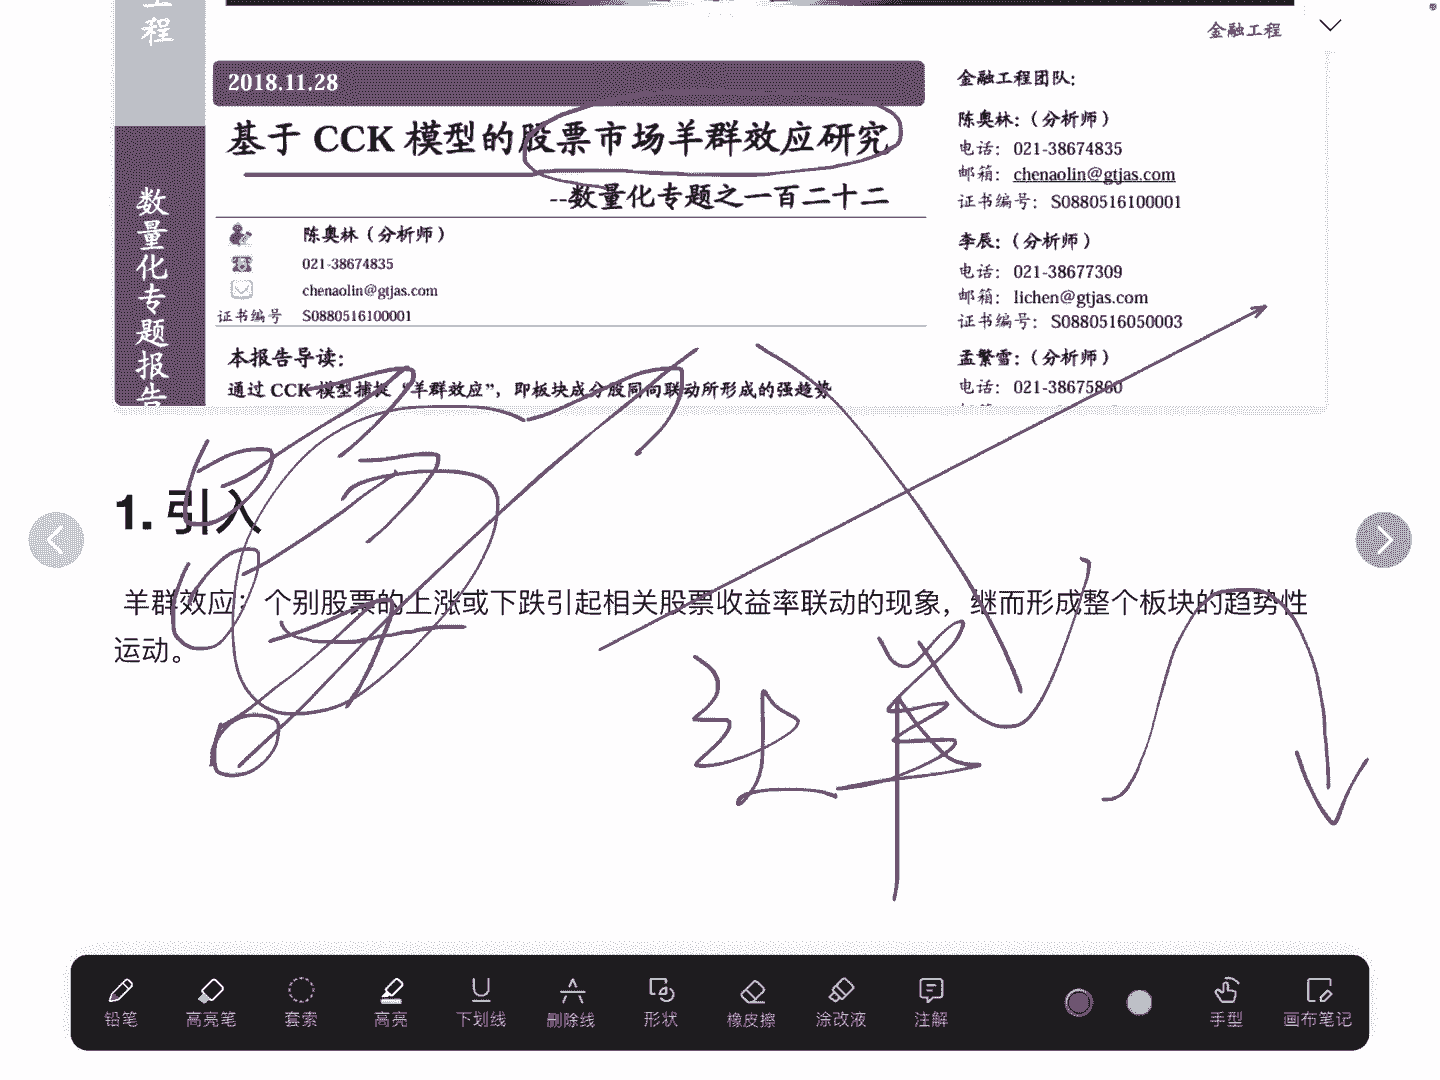 工程
金融工程
2018.11.28
基于 CCK 模型的股票市场羊群效应研究
--数量化专题之一百二十二
陈奥林（分析师）
021-38674835
chenaolin@gtjas.com
证书编号 S0880516100001
本报告导读：
通过 CCK 模型捕捉“羊群效应”，即板块成分股同向联动所形成的强趋势
数量化专题报告
金融工程团队：
陈奥林：（分析师）
电话：021-38674835
邮箱：chenaolin@gtjas.com
证书编号：S0880516100001
李辰：（分析师）
电话：021-38677309
邮箱：lichen@gtjas.com
证书编号：S0880516050003
孟繁雪：（分析师）
电话：021-38675860
1. 引入
羊群效应：个别股票的上涨或下跌引起相关股票收益率联动的现象，继而形成整个板块的趋势性
运动。
铅笔 高亮笔 套索 高亮 下划线 删除线 形状 橡皮擦 涂改液 注解 手型 画布笔记